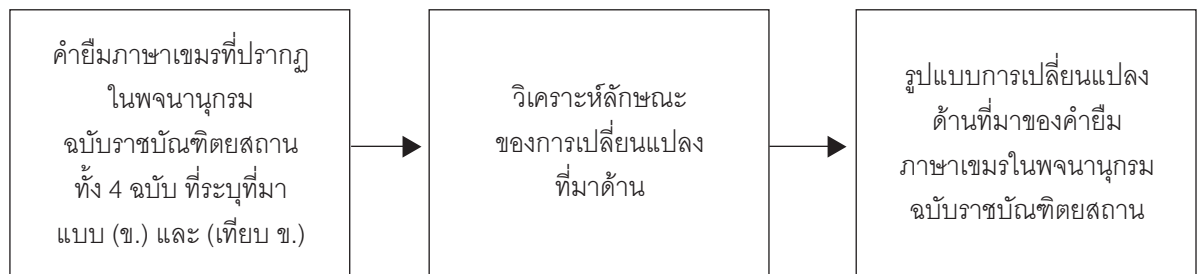 คำยืมภาษาเขมรที่ปรากฏ
ในพจนานุกรม
ฉบับราชบัณฑิตยสถาน
ทั้ง 4 ฉบับ ที่ระบุที่มา
แบบ (ข.) และ (เทียบ ข.)
วิเคราะห์ลักษณะ
ของการเปลี่ยนแปลง
ที่มาด้าน
รูปแบบการเปลี่ยนแปลง
ด้านที่มาของคำยืม
ภาษาเขมรในพจนานุกรม
ฉบับราชบัณฑิตยสถาน